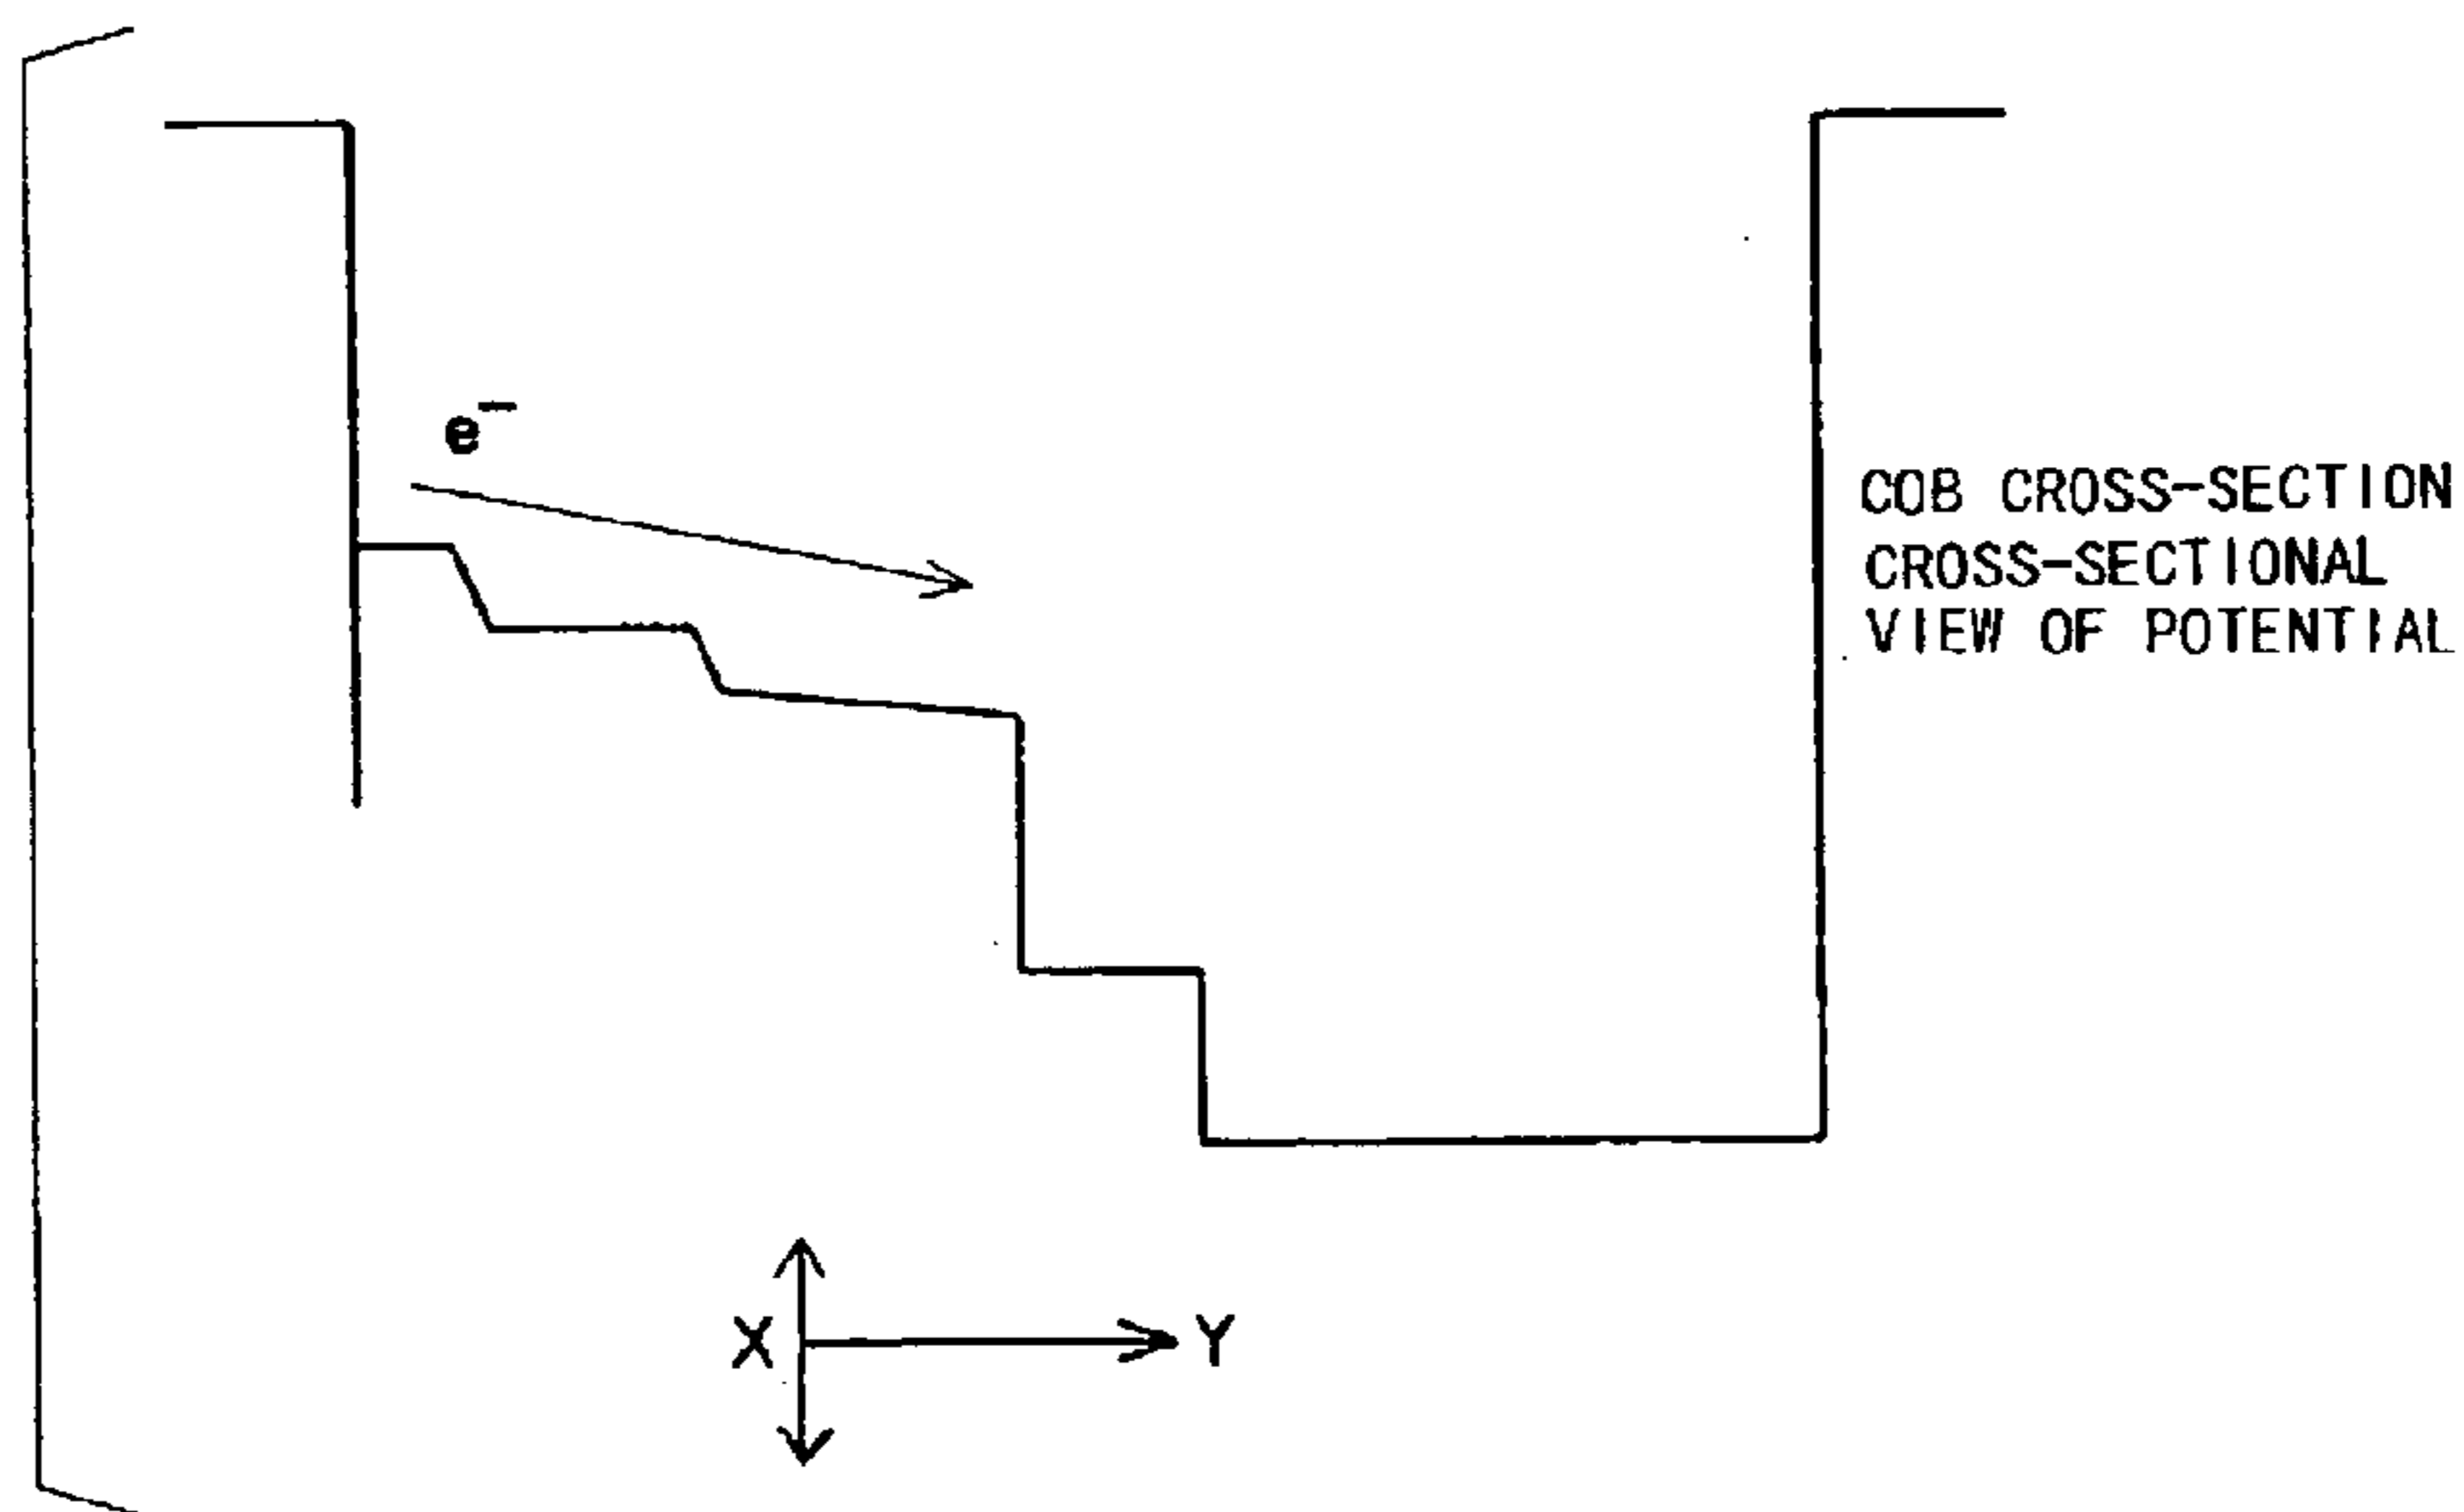 e⁻
COB CROSS-SECTION
CROSS-SECTIONAL
VIEW OF POTENTIAL
X
Y